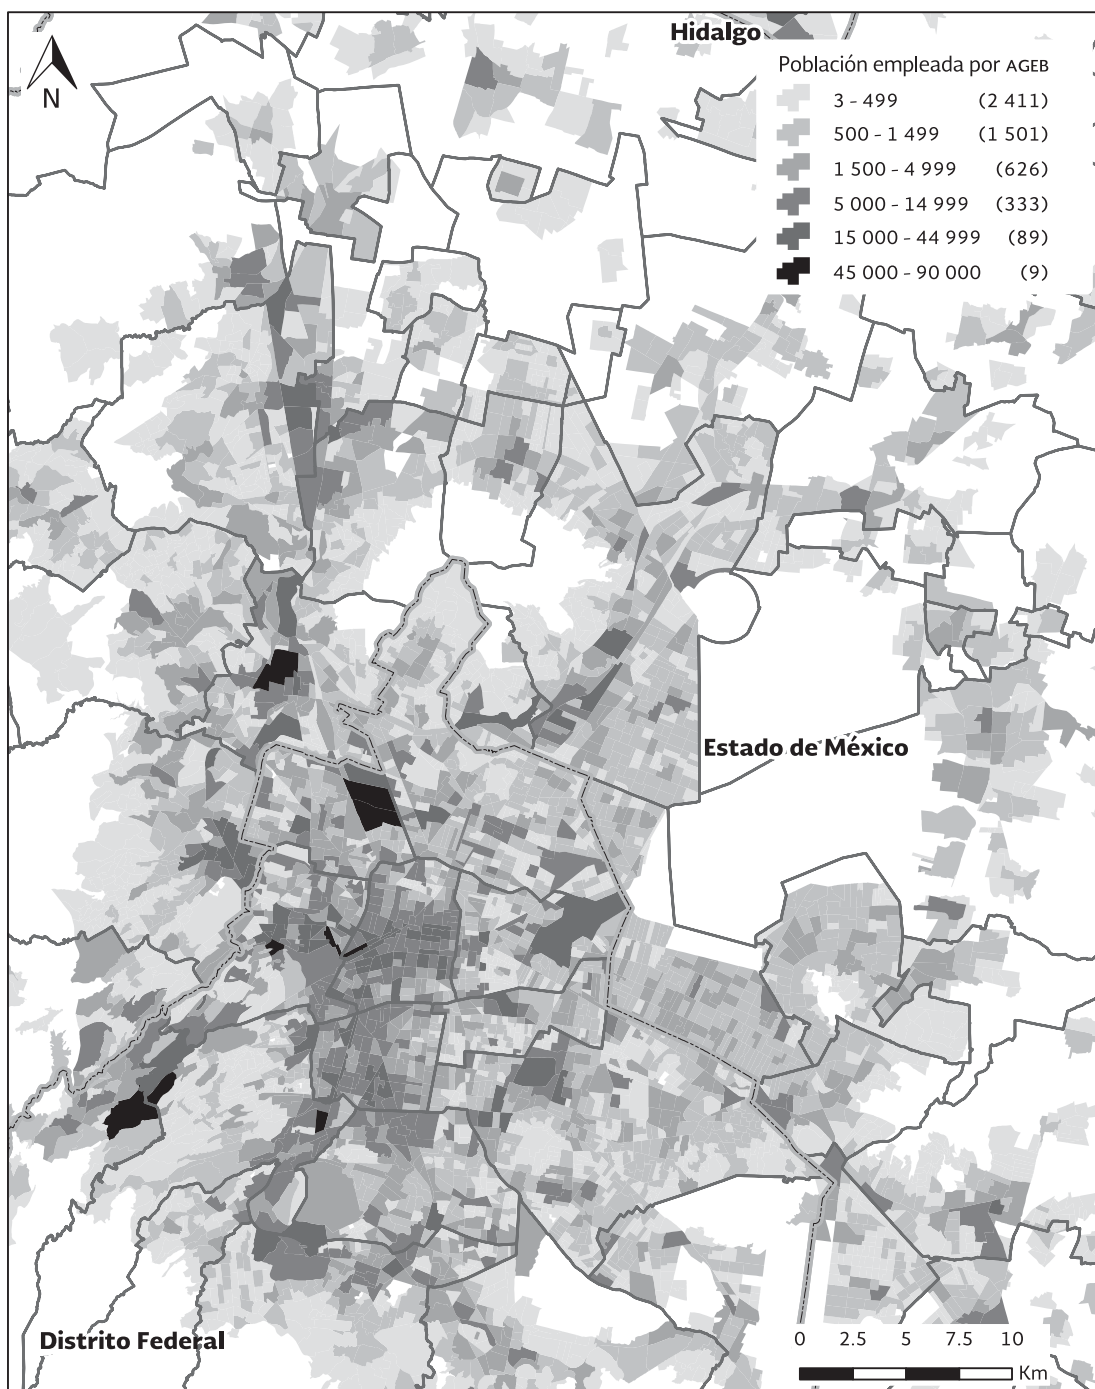 Hidalgo
N
Población empleada por AGEB
3 - 499 (2 411)
500 - 1 499 (1 501)
1 500 - 4 999 (626)
5 000 - 14 999 (333)
15 000 - 44 999 (89)
45 000 - 90 000 (9)
Estado de México
Distrito Federal
0 2.5 5 7.5 10
Km